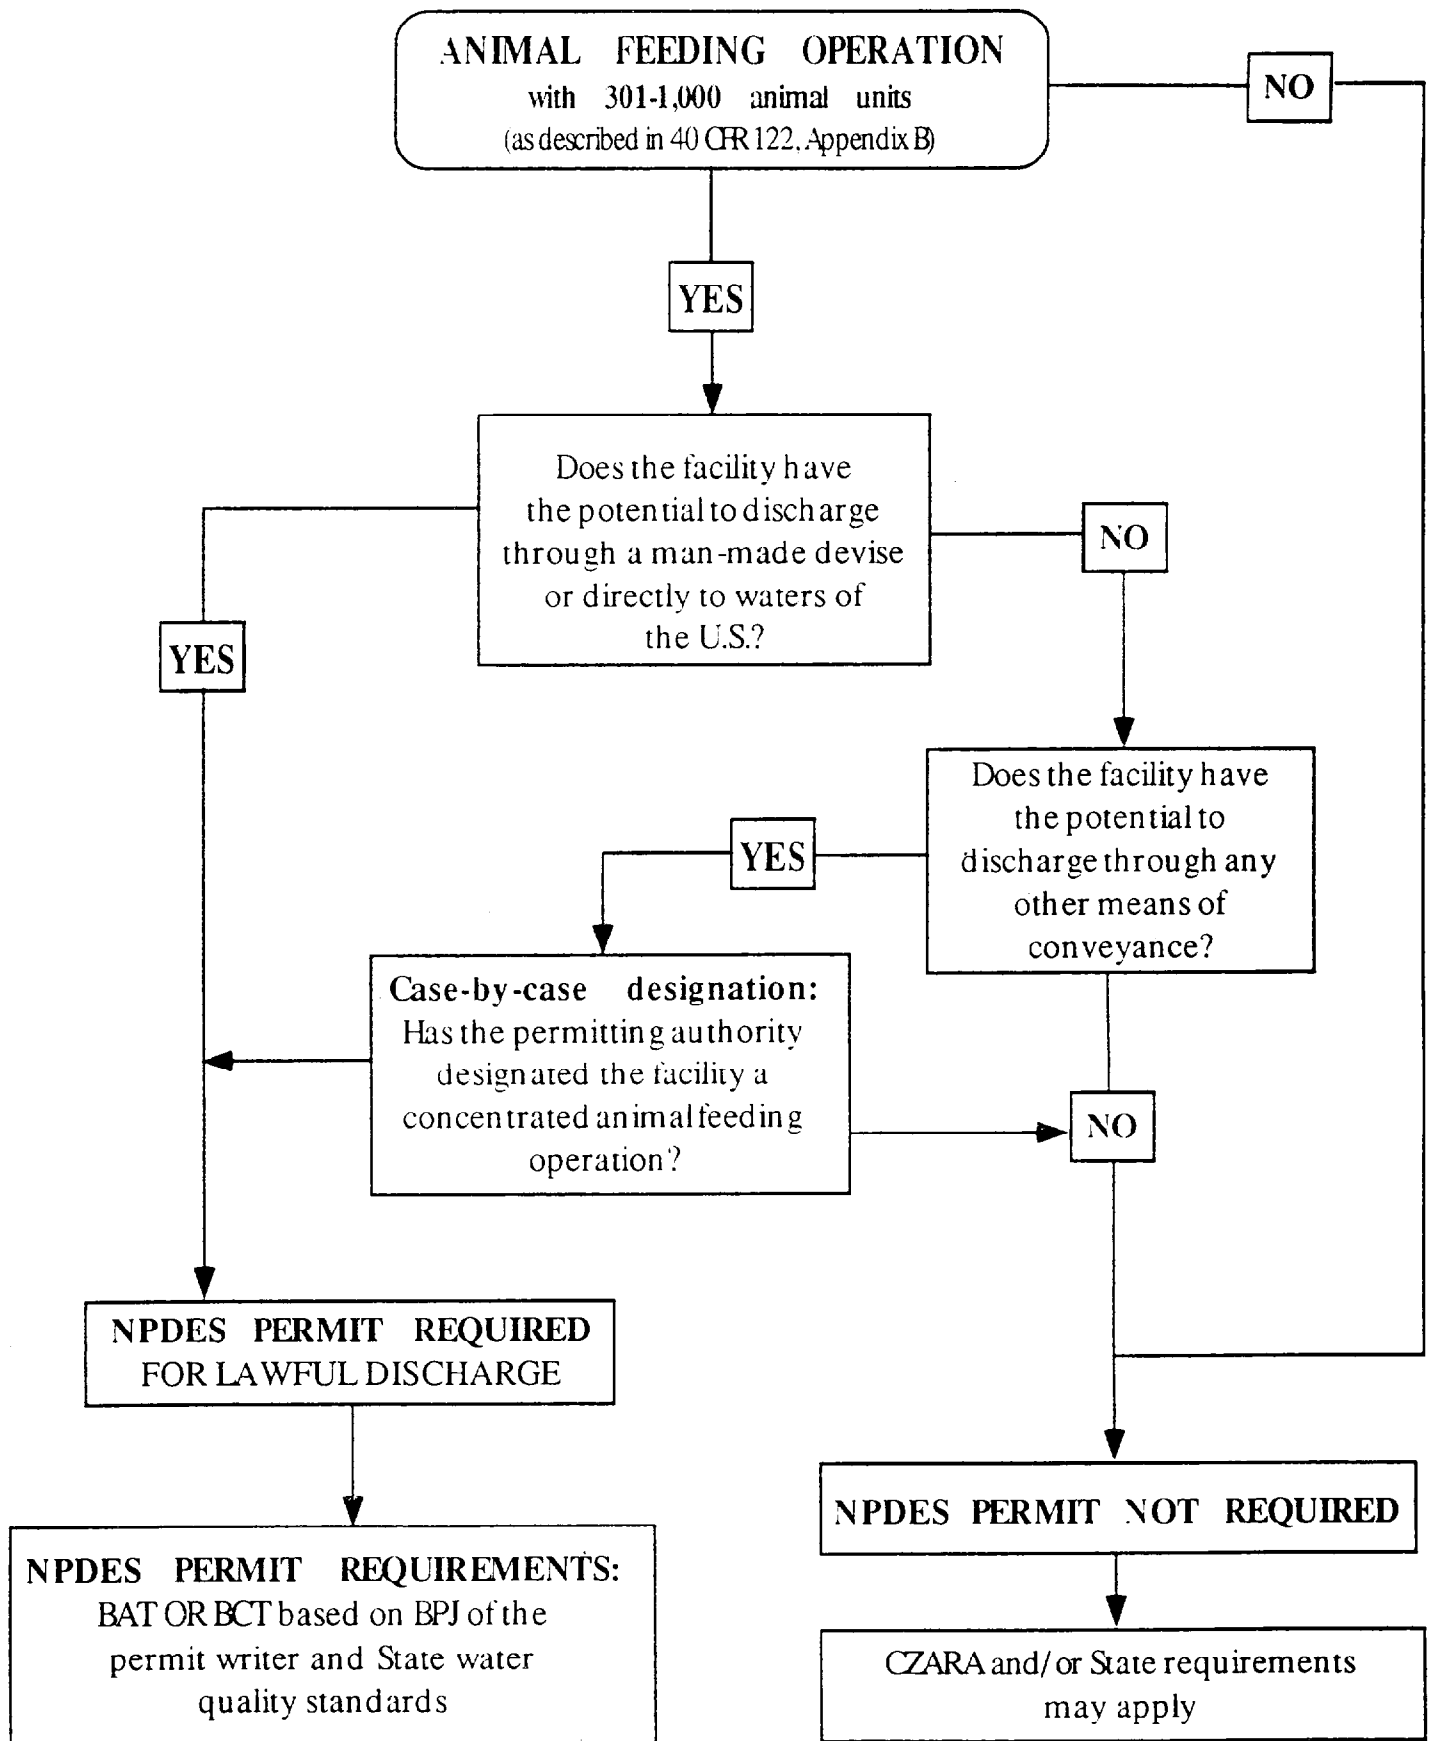 ANIMAL FEEDING OPERATION
with 301-1,000 animal units
(as described in 40 CFR 122, Appendix B)
NO
YES
Does the facility have
the potential to discharge
through a man-made devise
or directly to waters of
the U.S.?
NO
YES
Does the facility have
the potential to
discharge through any
other means of
conveyance?
YES
Case-by-case designation:
Has the permitting authority
designated the facility a
concentrated animal feeding
operation?
NO
NPDES PERMIT REQUIRED
FOR LAWFUL DISCHARGE
NPDES PERMIT NOT REQUIRED
NPDES PERMIT REQUIREMENTS:
BAT OR BCT based on BPJ of the
permit writer and State water
quality standards
CZARA and/or State requirements
may apply